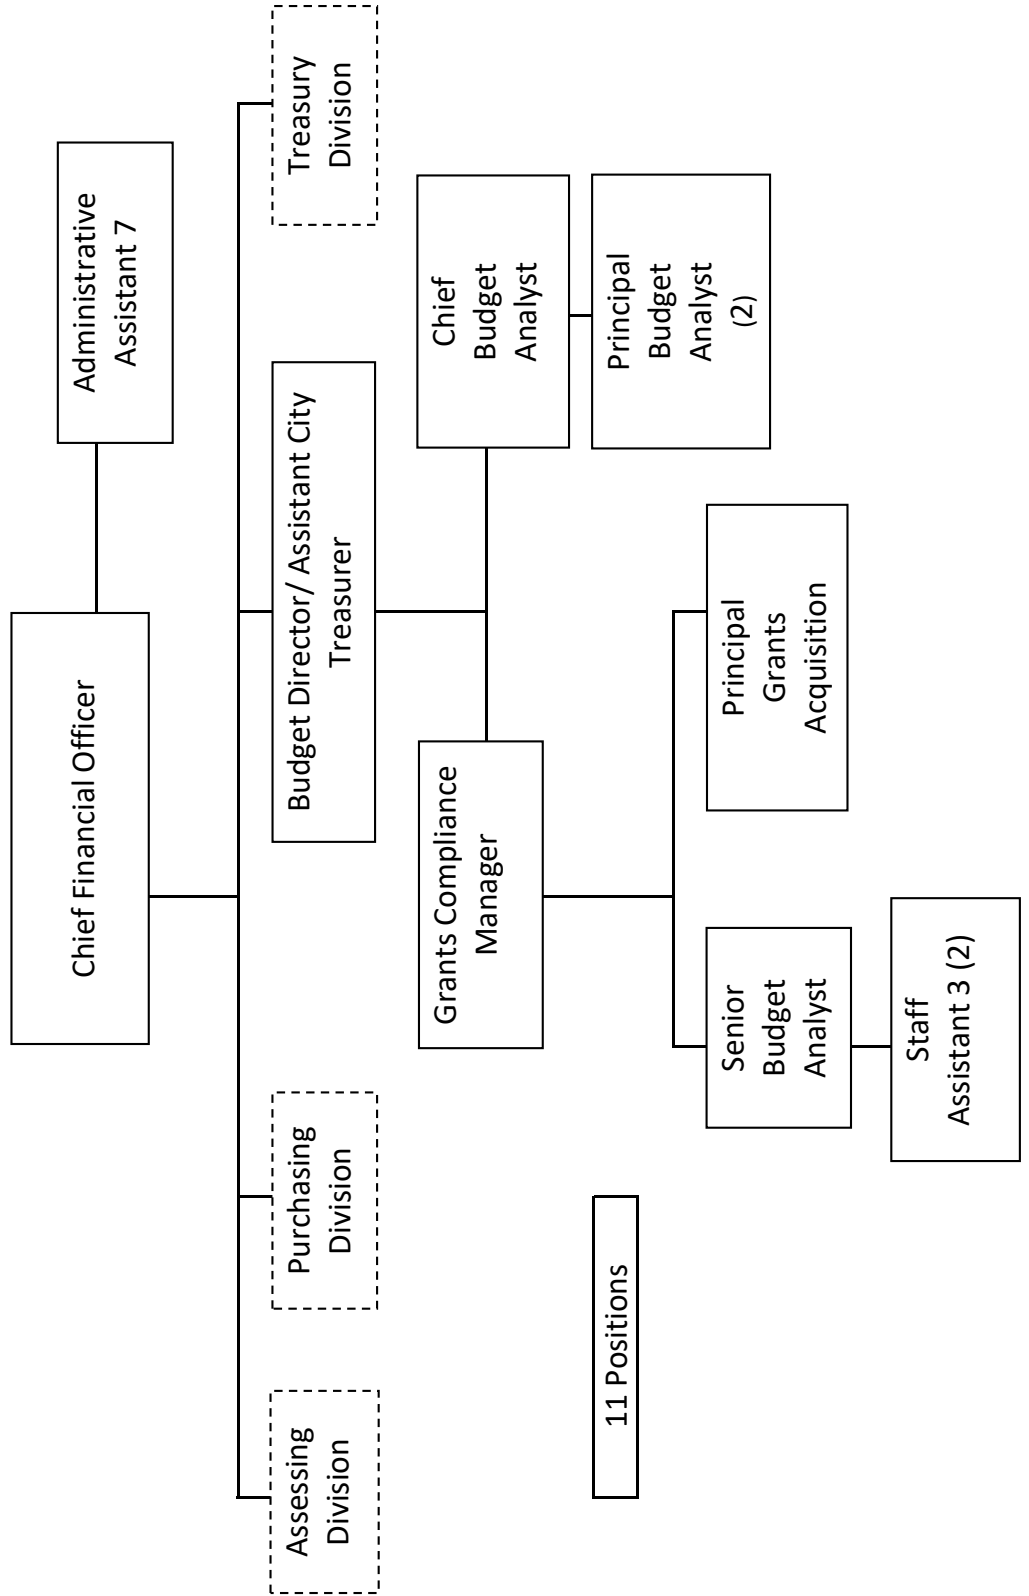 Chief Financial Officer
Administrative
Assistant 7
Assessing
Division
Purchasing
Division
Budget Director/ Assistant City
Treasurer
Treasury
Division
Grants Compliance
Manager
Chief
Budget
Analyst
11 Positions
Principal
Budget
Analyst
(2)
Senior
Budget
Analyst
Principal
Grants
Acquisition
Staff
Assistant 3 (2)